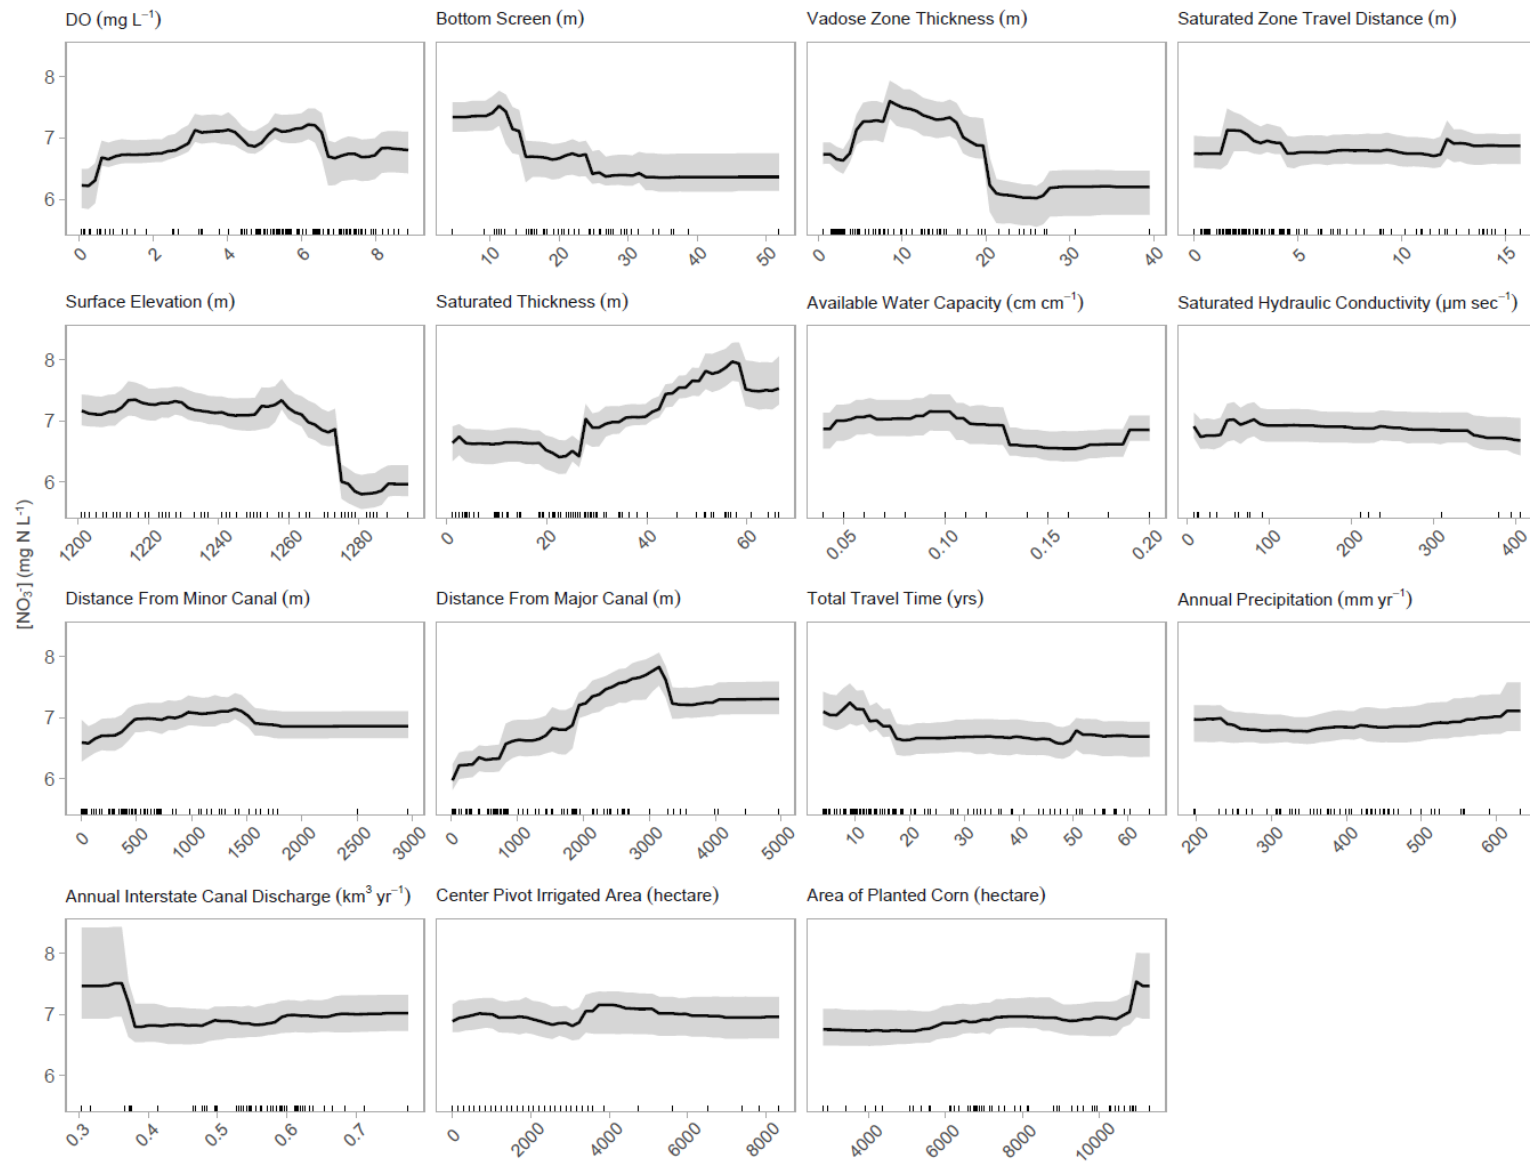 DO (mg L⁻¹)
Bottom Screen (m)
Vadose Zone Thickness (m)
Saturated Zone Travel Distance (m)
8
7
6
0 2 4 6 8
10 20 30 40 50
0 10 20 30 40
0 5 10 15
Surface Elevation (m)
Saturated Thickness (m)
Available Water Capacity (cm cm⁻¹)
Saturated Hydraulic Conductivity (μm sec⁻¹)
8
7
6
1200 1220 1240 1260 1280
0 20 40 60
0.05 0.10 0.15 0.20
0 100 200 300 400
[NO₃⁻] (mg N L⁻¹)
Distance From Minor Canal (m)
Distance From Major Canal (m)
Total Travel Time (yrs)
Annual Precipitation (mm yr⁻¹)
8
7
6
0 500 1000 1500 2000 2500 3000
0 1000 2000 3000 4000 5000
10 20 30 40 50 60
200 300 400 500 600
Annual Interstate Canal Discharge (km³ yr⁻¹)
Center Pivot Irrigated Area (hectare)
Area of Planted Corn (hectare)
8
7
6
0.3 0.4 0.5 0.6 0.7
0 2000 4000 6000 8000
4000 6000 8000 10000